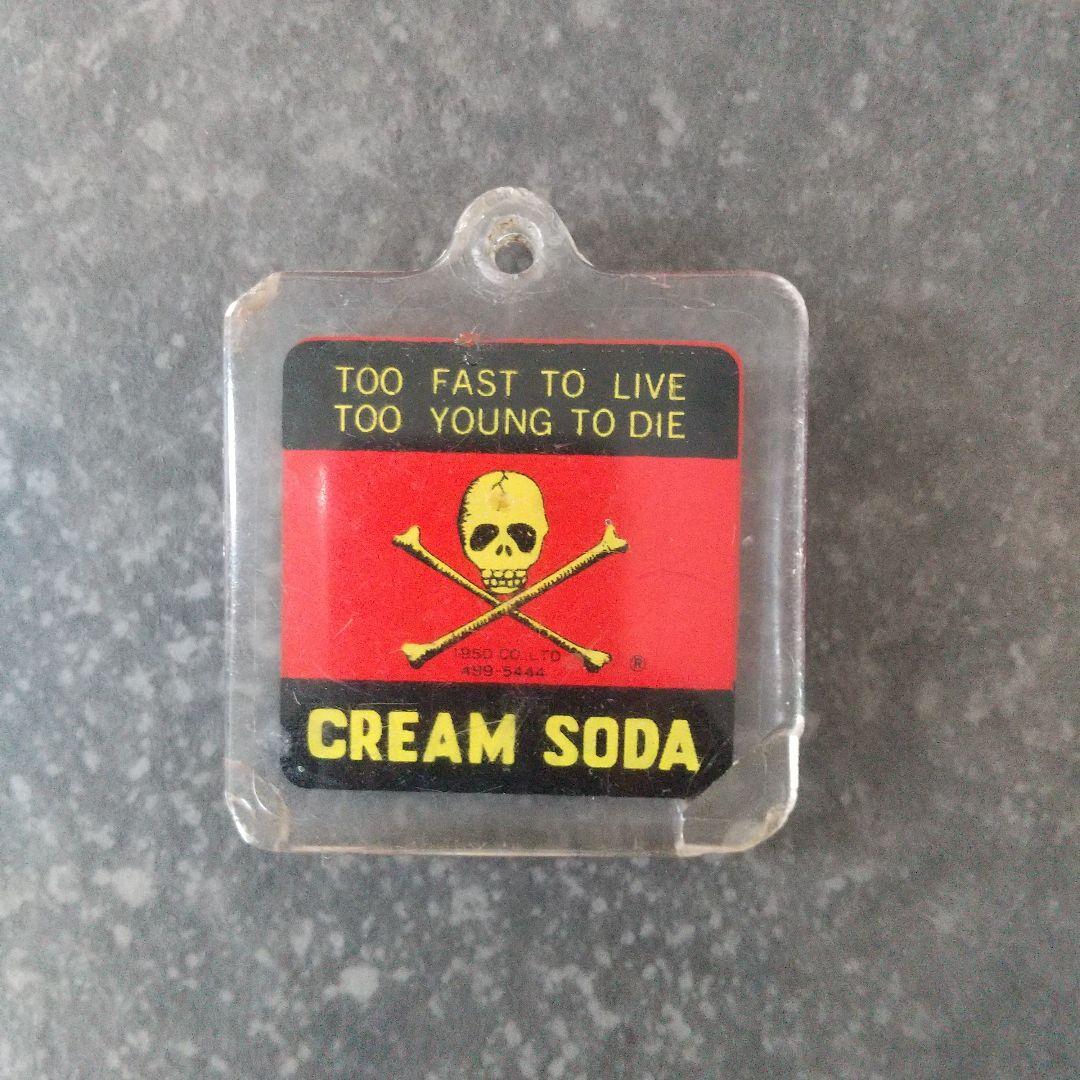 TOO FAST TO LIVE
TOO YOUNG TO DIE
1950 CO., LTD
499-5444
®
CREAM SODA